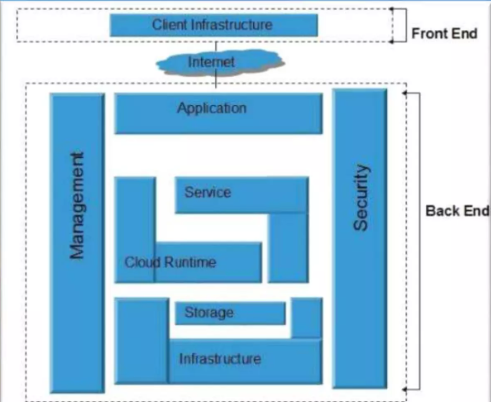 Client Infrastructure
Front End
Internet
Application
Management
Security
Service
Back End
Cloud Runtime
Storage
Infrastructure